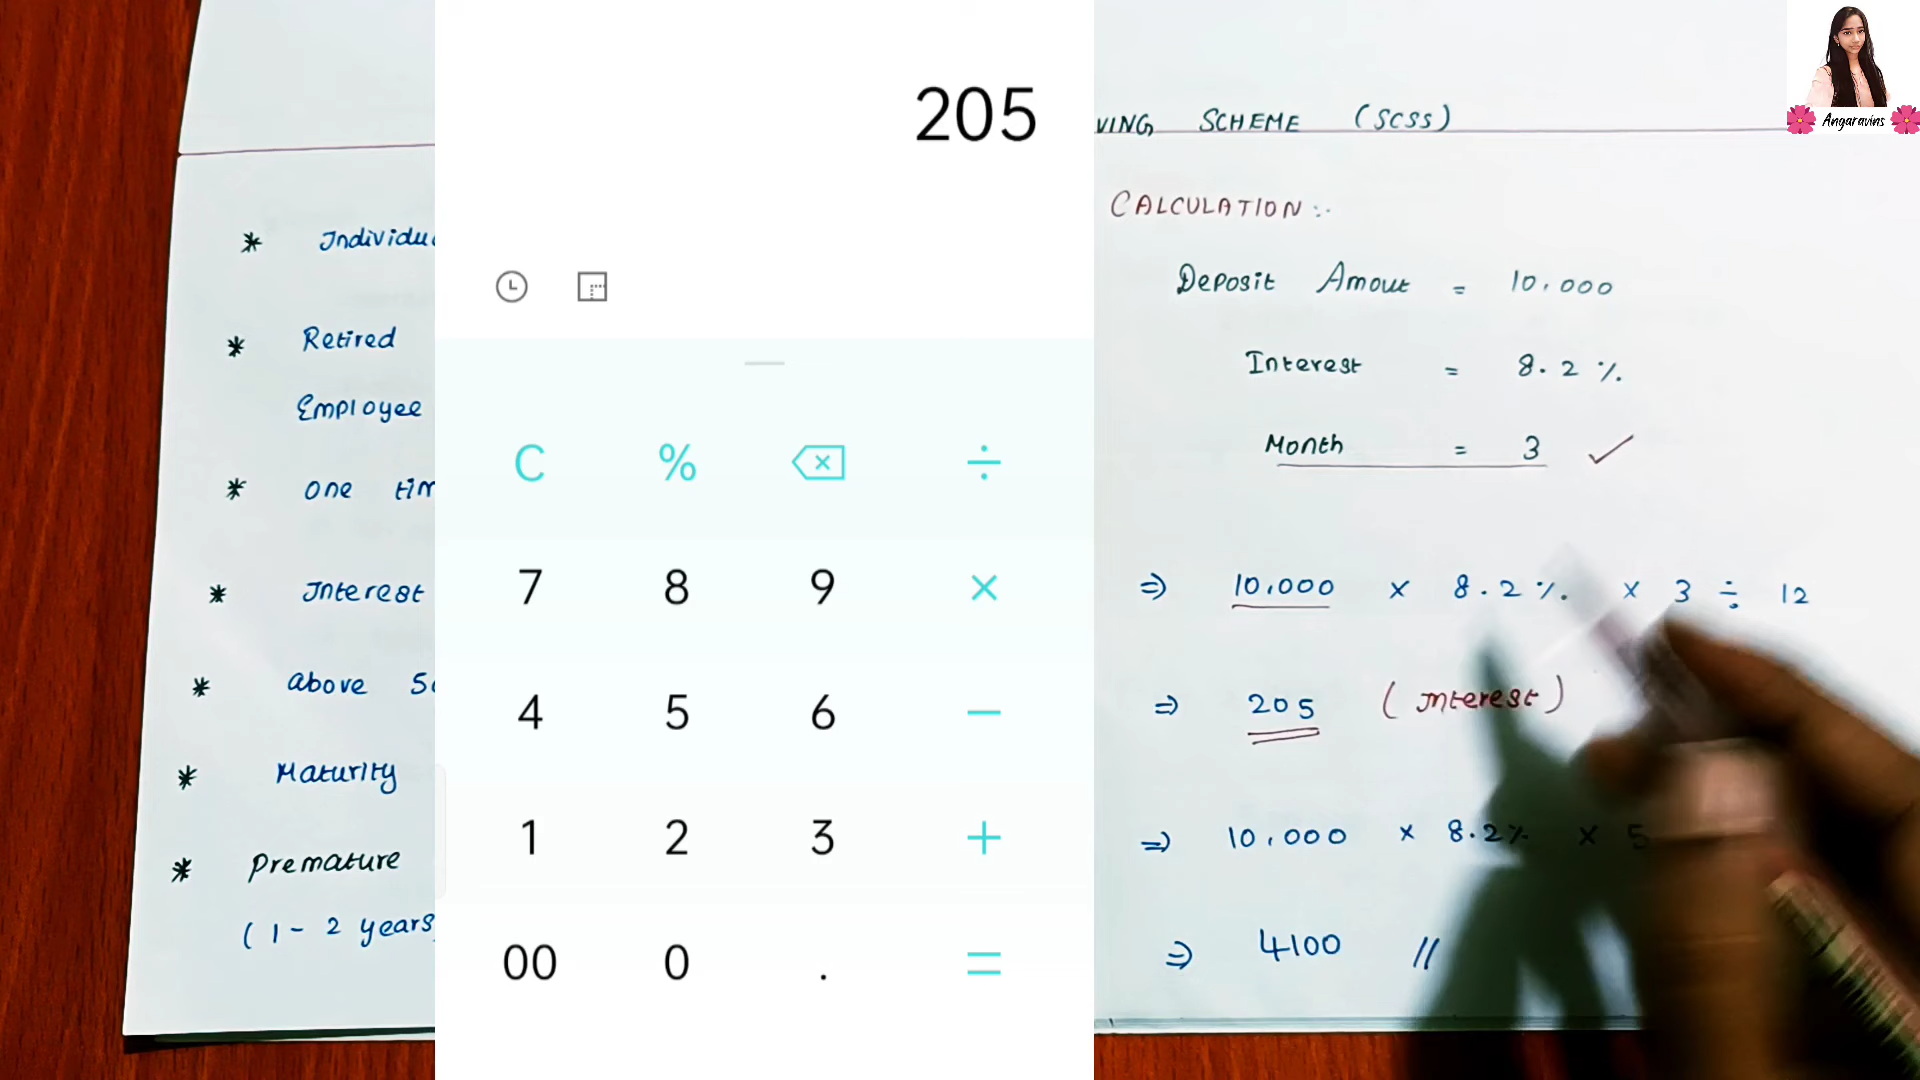 * Individu
* Retired
Employee
* one tim
* Interest
* above
* Maturity
* Premature
( 1 - 2 years
205
C % ÷
7 8 9 ×
4 5 6 −
1 2 3 +
00 0 . =
VING SCHEME (SCSS)
CALCULATION :-
Deposit Amout = 10,000
Interest = 8.2 %
Month = 3 ✓
⇒ 10,000 × 8.2 % × 3 ÷ 12
⇒ 205 ( Interest )
⇒ 10,000 × 8.2% × 5
⇒ 4100 //
Angaravins